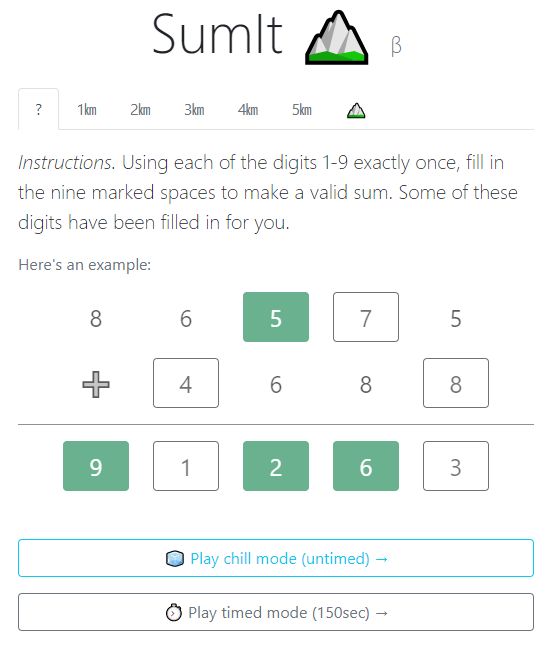 SumIt β
? 1㎞ 2㎞ 3㎞ 4㎞ 5㎞
Instructions. Using each of the digits 1-9 exactly once, fill in
the nine marked spaces to make a valid sum. Some of these
digits have been filled in for you.
Here's an example:
8 6 5 7 5
+ 4 6 8 8
9 1 2 6 3
Play chill mode (untimed) →
Play timed mode (150sec) →